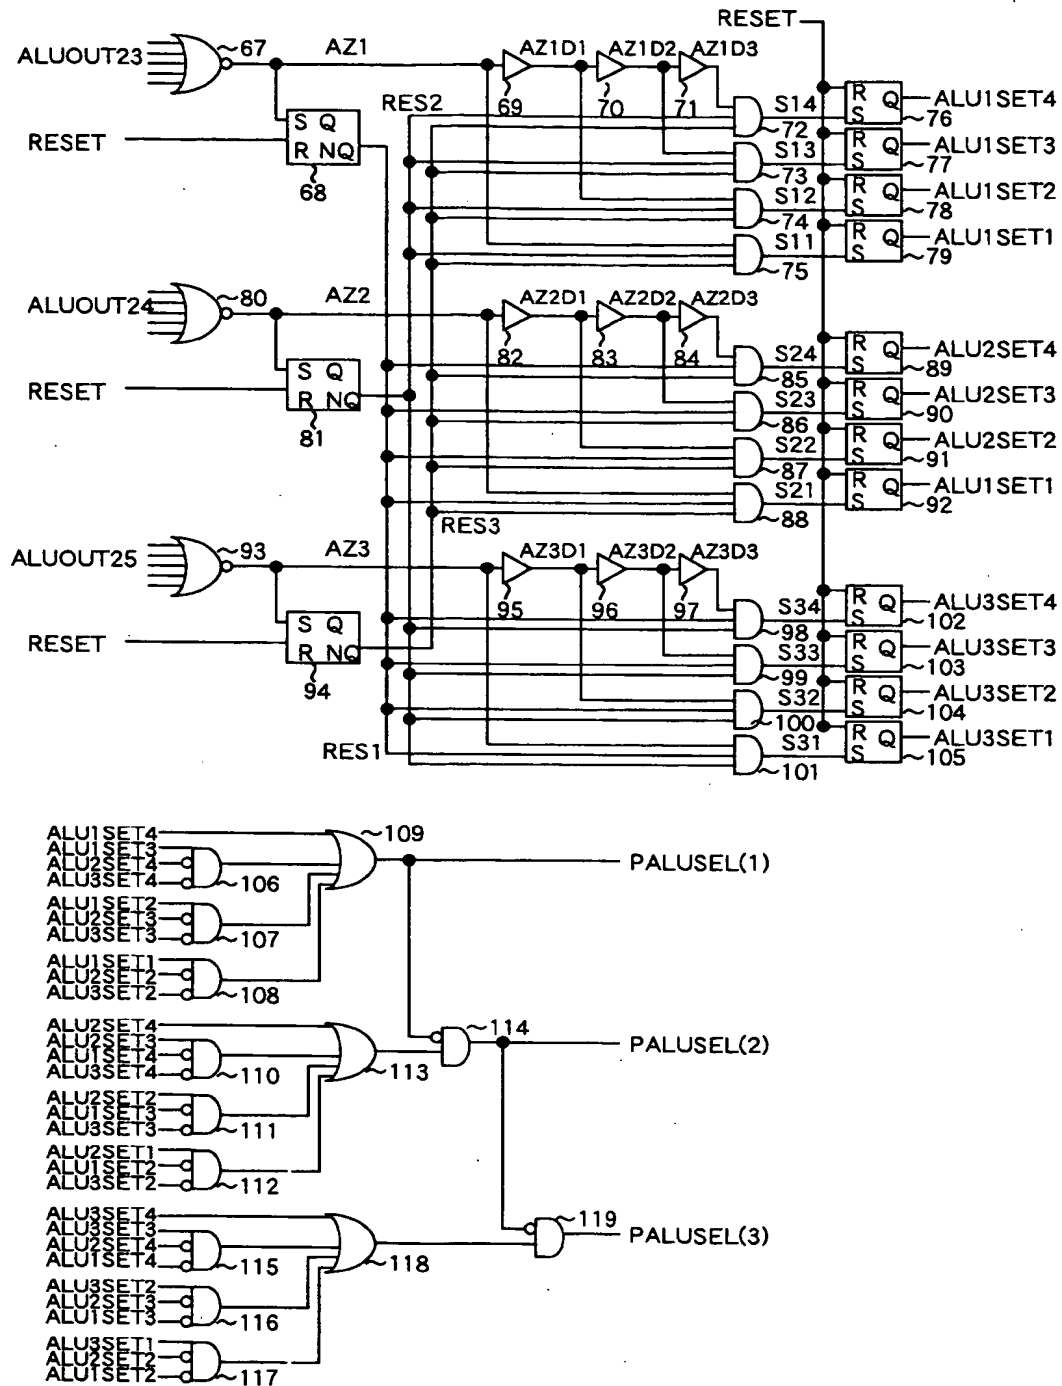 RESET
ALUOUT23
67
AZ1
AZ1D1
AZ1D2
AZ1D3
69
70
71
RES2
S14
R Q
S
ALU1SET4
76
72
RESET
S Q
R NQ
68
S13
R Q
S
ALU1SET3
77
73
S12
R Q
S
ALU1SET2
78
74
S11
R Q
S
ALU1SET1
79
75
ALUOUT24
80
AZ2
AZ2D1
AZ2D2
AZ2D3
82
83
84
S24
R Q
S
ALU2SET4
89
85
RESET
S Q
R NQ
81
S23
R Q
S
ALU2SET3
90
86
S22
R Q
S
ALU2SET2
91
87
S21
R Q
S
ALU1SET1
92
88
RES3
ALUOUT25
93
AZ3
AZ3D1
AZ3D2
AZ3D3
95
96
97
S34
R Q
S
ALU3SET4
102
98
RESET
S Q
R NQ
94
S33
R Q
S
ALU3SET3
103
99
S32
R Q
S
ALU3SET2
104
100
RES1
S31
R Q
S
ALU3SET1
105
101
ALU1SET4
ALU1SET3
ALU2SET4
ALU3SET4
106
109
PALUSEL(1)
ALU1SET2
ALU2SET3
ALU3SET3
107
ALU1SET1
ALU2SET2
ALU3SET2
108
ALU2SET4
ALU2SET3
ALU1SET4
ALU3SET4
110
113
114
PALUSEL(2)
ALU2SET2
ALU1SET3
ALU3SET3
111
ALU2SET1
ALU1SET2
ALU3SET2
112
ALU3SET4
ALU3SET3
ALU2SET4
ALU1SET4
115
118
119
PALUSEL(3)
ALU3SET2
ALU2SET3
ALU1SET3
116
ALU3SET1
ALU2SET2
ALU1SET2
117